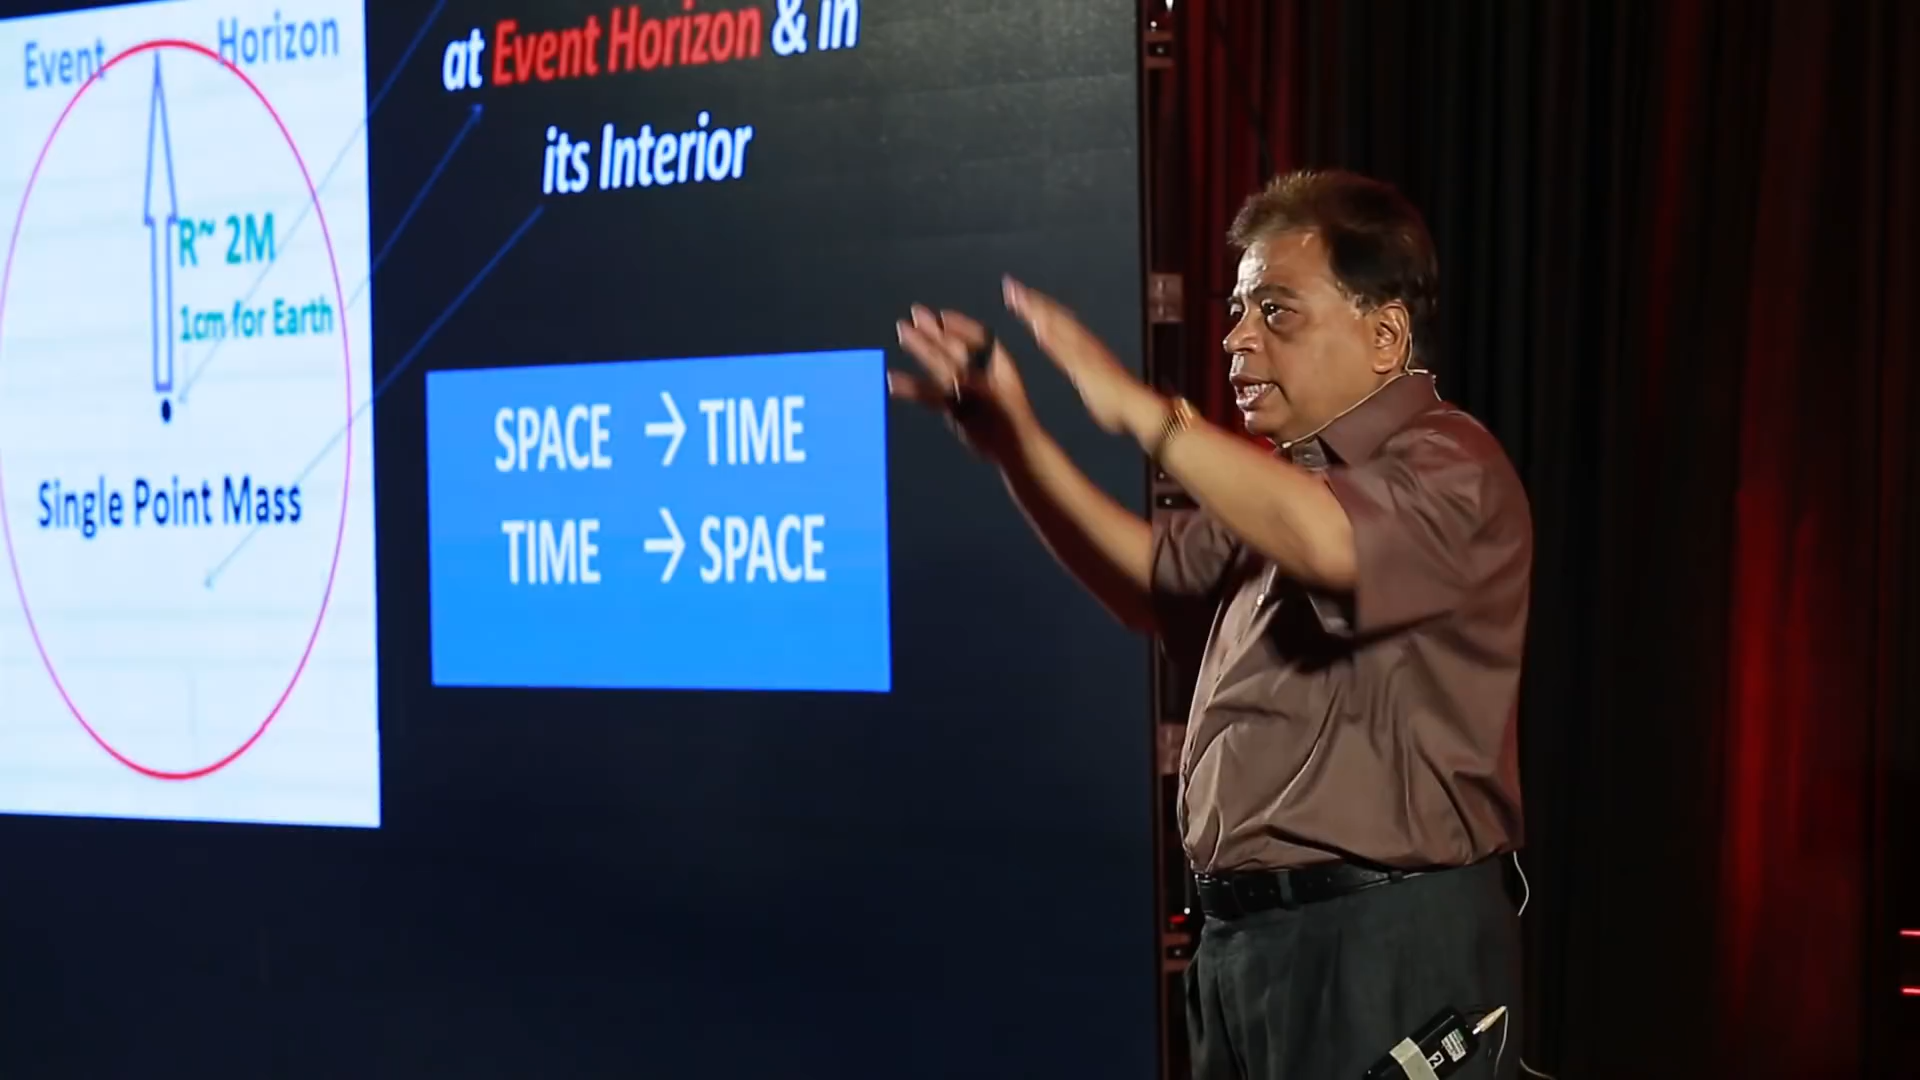 Event Horizon
R~ 2M
1cm for Earth
Single Point Mass
at Event Horizon & in
its Interior
SPACE → TIME
TIME → SPACE
2